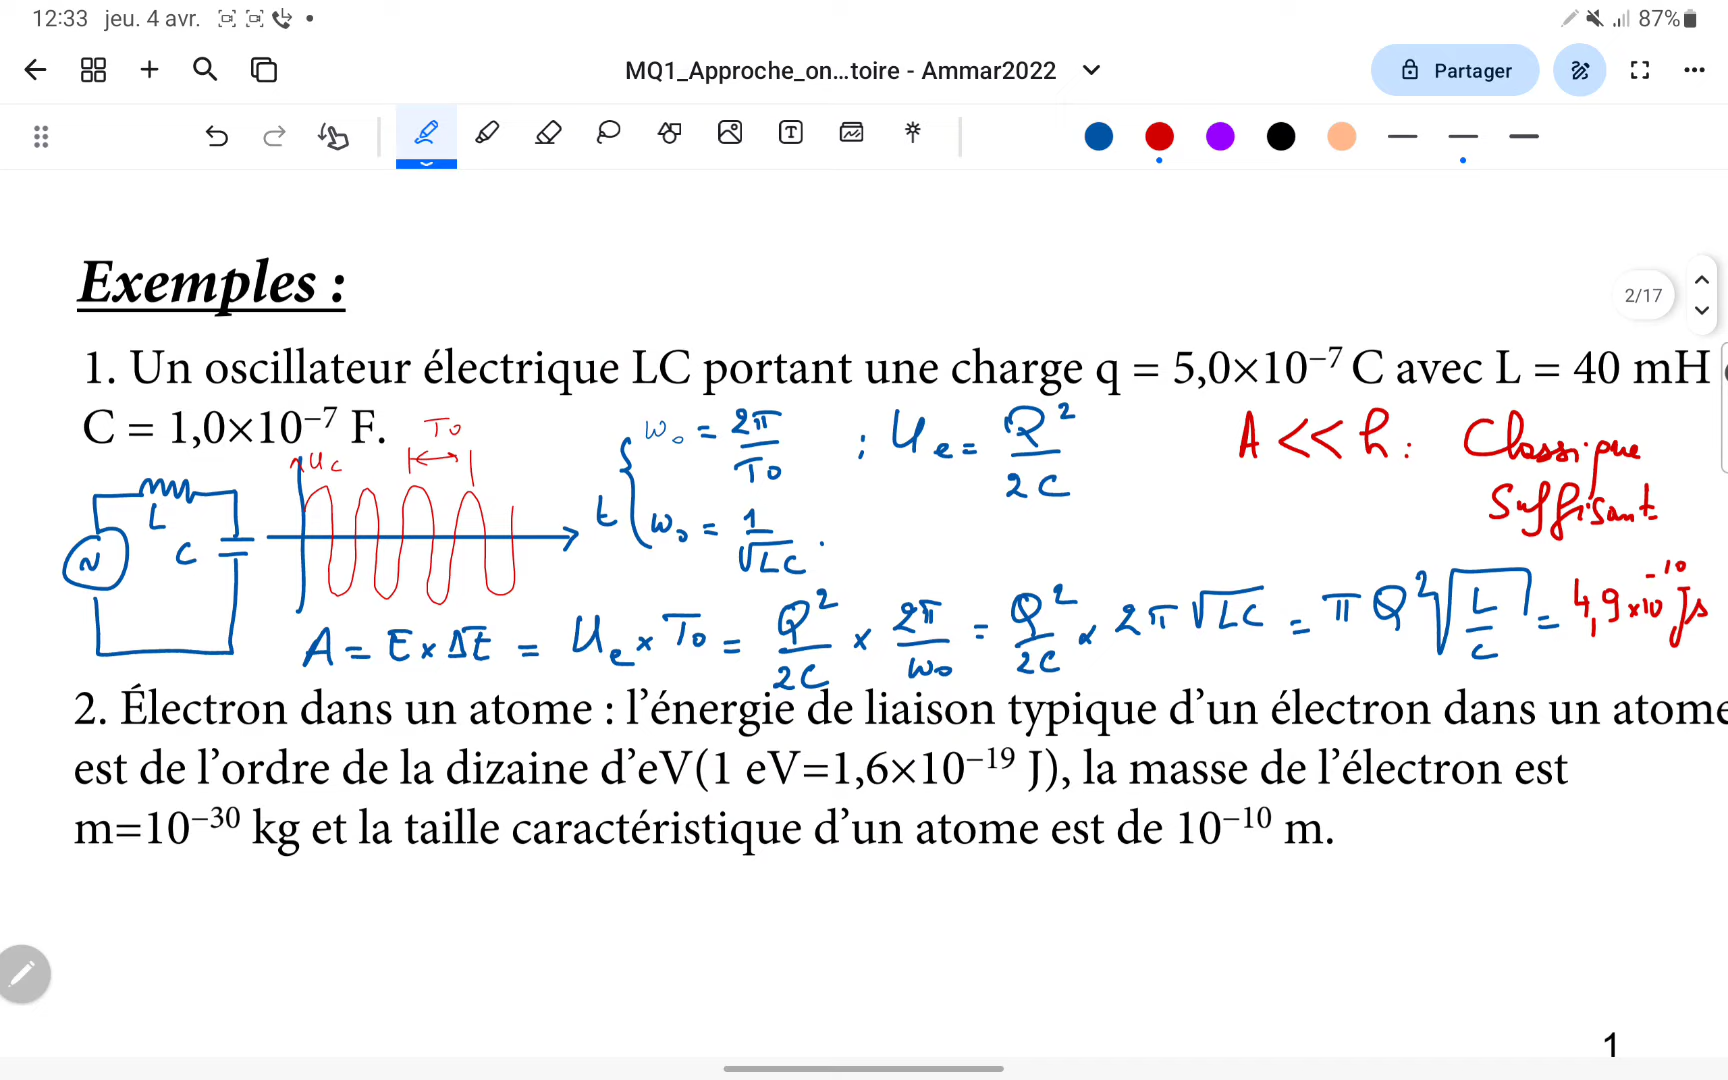 12:33 jeu. 4 avr. 87%
MQ1_Approche_on...toire - Ammar2022
Partager
Exemples :
2/17
1. Un oscillateur électrique LC portant une charge q = 5,0×10⁻⁷ C avec L = 40 mH
C = 1,0×10⁻⁷ F.
T₀
u_c
L
C
N
t
ω₀ = 2π/T₀ ; U_e = Q²/2C
ω₀ = 1/√LC .
A << h : Classique
Suffisant
A = E × Δt = U_e × T₀ = Q²/2C × 2π/ω₀ = Q²/2C × 2π√LC = πQ²√(L/C) = 4,9×10⁻¹⁰ Js
2. Électron dans un atome : l’énergie de liaison typique d’un électron dans un atome
est de l’ordre de la dizaine d’eV(1 eV=1,6×10⁻¹⁹ J), la masse de l’électron est
m=10⁻³⁰ kg et la taille caractéristique d’un atome est de 10⁻¹⁰ m.
1